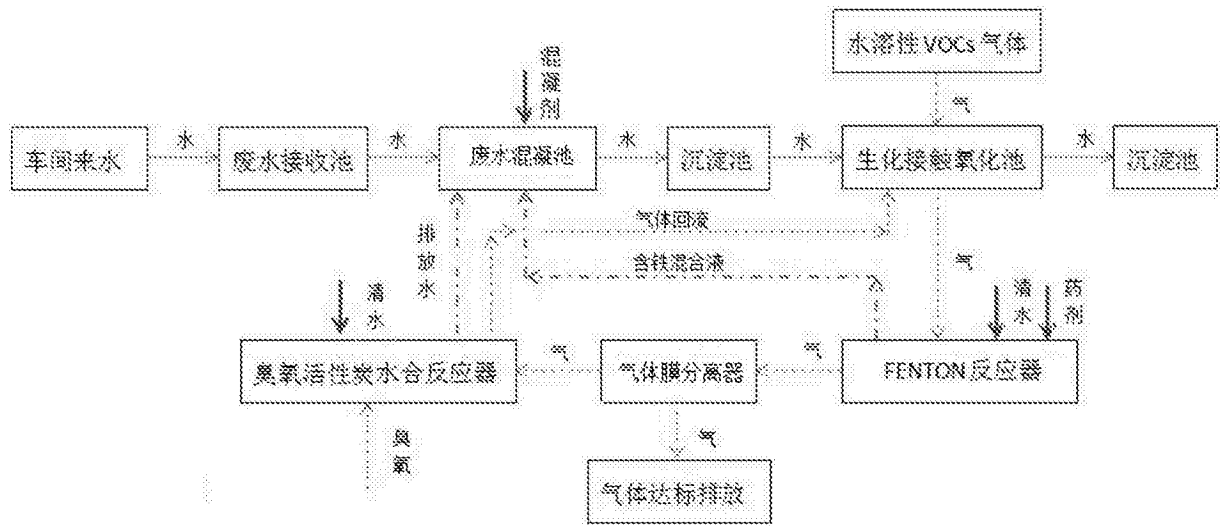 水溶性VOCs气体
混凝剂
气
车间来水
水
废水接收池
水
废水混凝池
水
沉淀池
水
生化接触氧化池
水
沉淀池
排放水
气体回流
含铁混合液
气
清水
清水
药剂
臭氧活性炭水合反应器
气
气体膜分离器
气
FENTON反应器
臭氧
气
气体达标排放